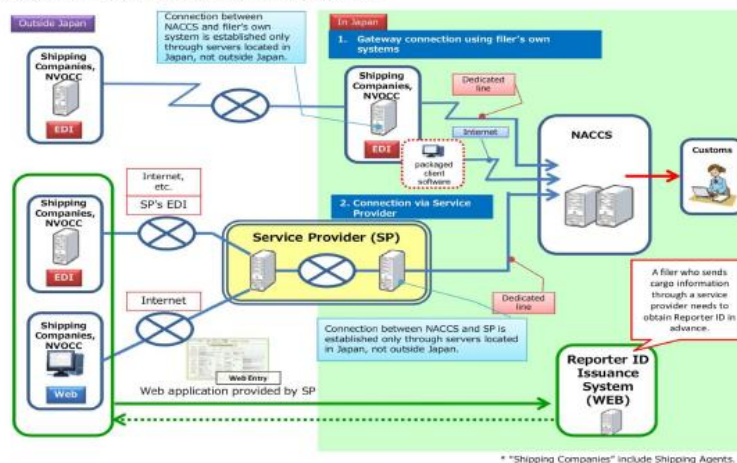 Outside Japan
Connection between
NACCS and filer's own
system is established only
through servers located in
Japan, not outside Japan.
In Japan
1. Gateway connection using filer's own
systems
Shipping
Companies,
NVOCC
EDI
Shipping
Companies,
NVOCC
EDI
Dedicated
line
Internet
packaged
client
software
NACCS
Customs
Internet,
etc.
SP's EDI
2. Connection via Service
Provider
Shipping
Companies,
NVOCC
EDI
Service Provider (SP)
Internet
Dedicated
line
A filer who sends
cargo information
through a service
provider needs to
obtain Reporter ID in
advance.
Shipping
Companies,
NVOCC
Web
Connection between NACCS and SP is
established only through servers located
in Japan, not outside Japan.
Web Entry
Web application provided by SP
Reporter ID
Issuance
System
(WEB)
* "Shipping Companies" include Shipping Agents.